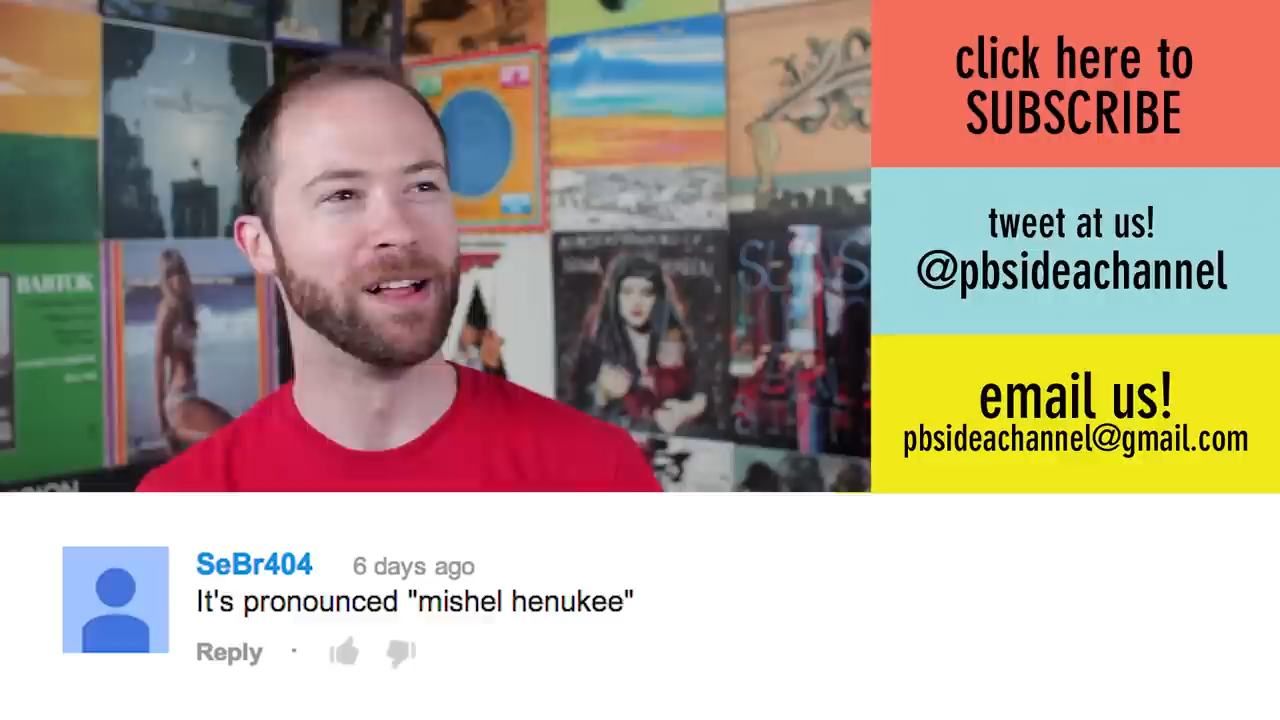 click here to
SUBSCRIBE
tweet at us!
@pbsideachannel
email us!
pbsideachannel@gmail.com
BARTOK
SeBr404 6 days ago
It's pronounced "mishel henukee"
Reply ·